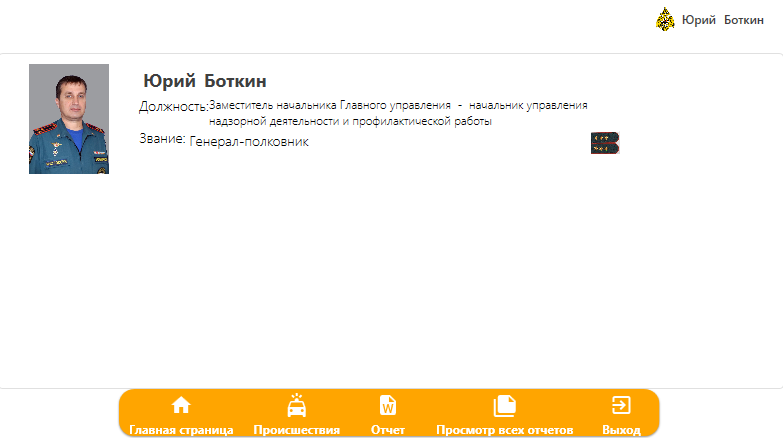 Юрий Боткин
Юрий Боткин
Должность: Заместитель начальника Главного управления - начальник управления
надзорной деятельности и профилактической работы
Звание: Генерал-полковник
Главная страница Происшествия Отчет Просмотр всех отчетов Выход